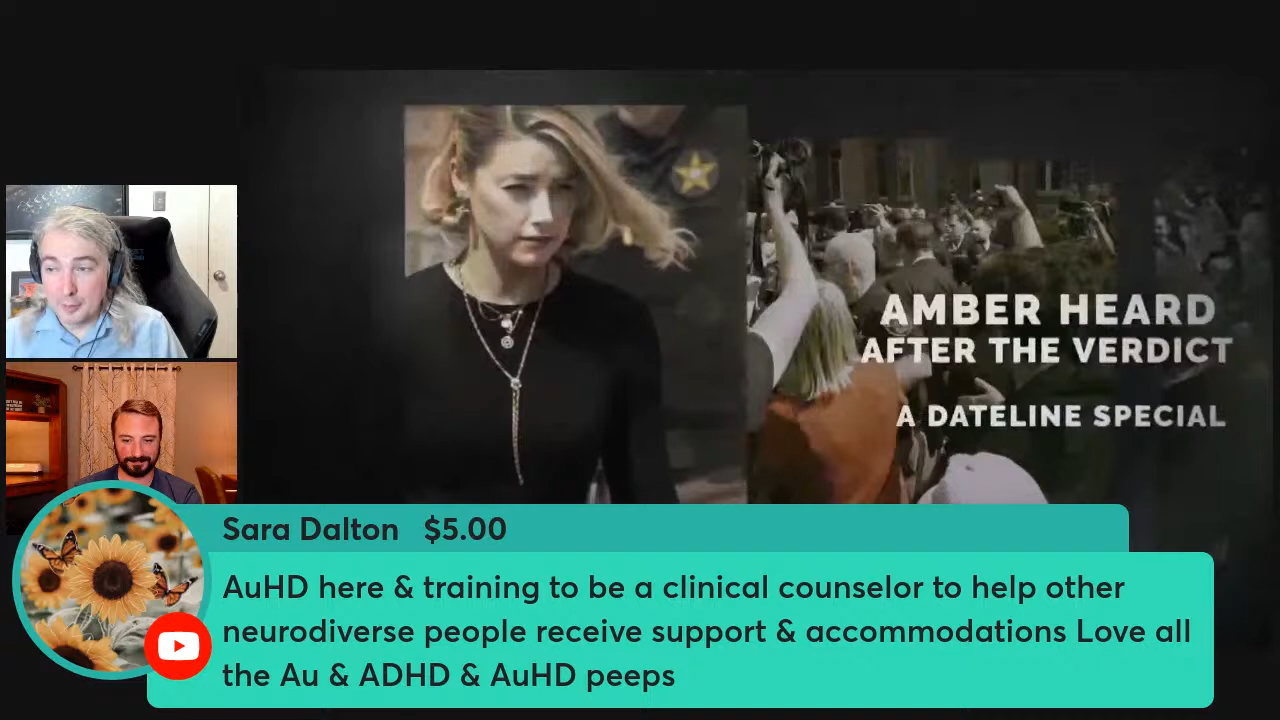 AMBER HEARD
AFTER THE VERDICT
A DATELINE SPECIAL
Sara Dalton $5.00
AuHD here & training to be a clinical counselor to help other
neurodiverse people receive support & accommodations Love all
the Au & ADHD & AuHD peeps